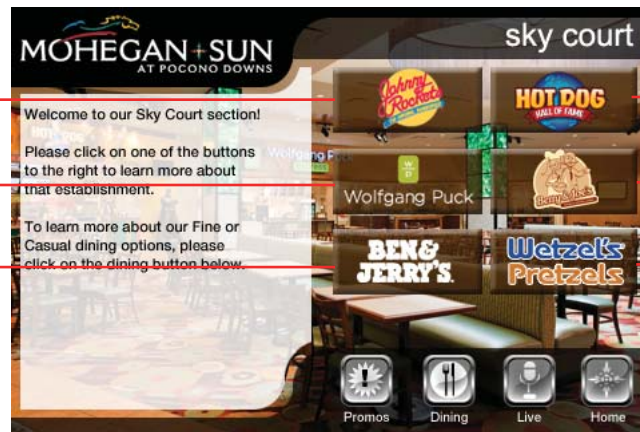 MOHEGAN SUN
AT POCONO DOWNS
sky court
Welcome to our Sky Court section!
Please click on one of the buttons
to the right to learn more about
that establishment.
To learn more about our Fine or
Casual dining options, please
click on the dining button below.
Johnny
Rockets
HOT DOG
HALL OF FAME
WP
Wolfgang Puck
BEN&
JERRY'S.
Wetzel's
Pretzels
Promos
Dining
Live
Home